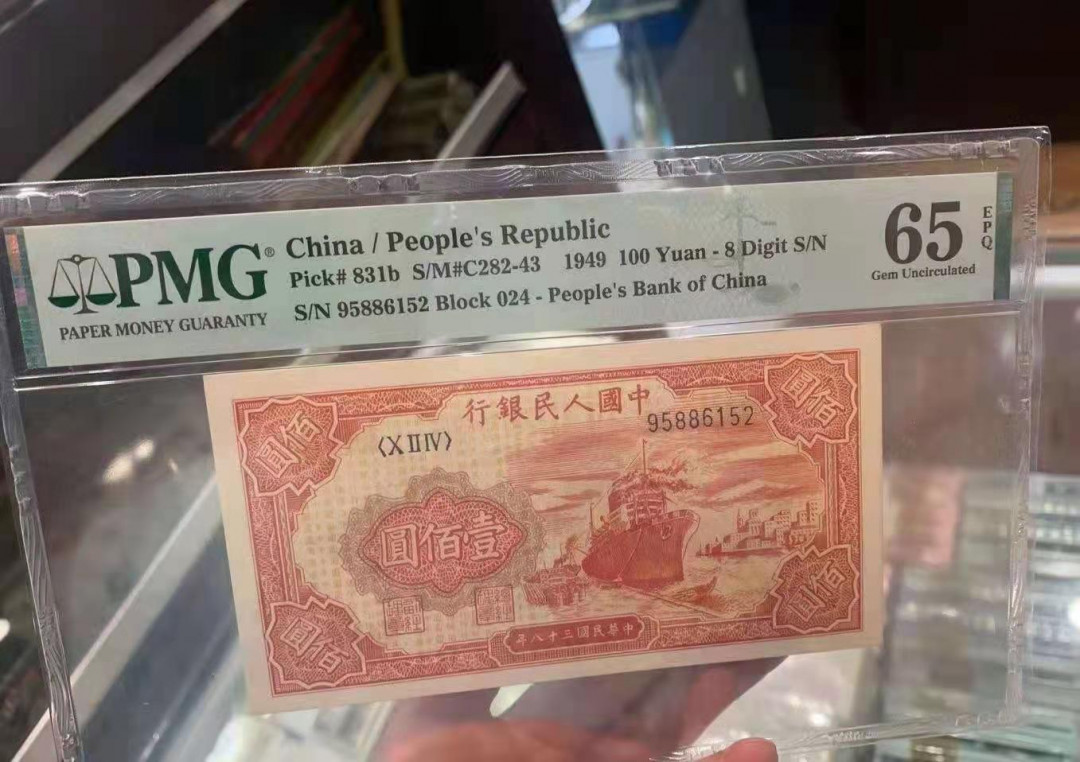 PMG®
PAPER MONEY GUARANTY
China / People's Republic
Pick# 831b S/M#C282-43 1949 100 Yuan - 8 Digit S/N
S/N 95886152 Block 024 - People's Bank of China
65
EPQ
Gem Uncirculated
中國人民銀行
佰圓
佰圓
〈X II IV〉
95886152
壹佰圓
佰圓
佰圓
中華民國三十八年